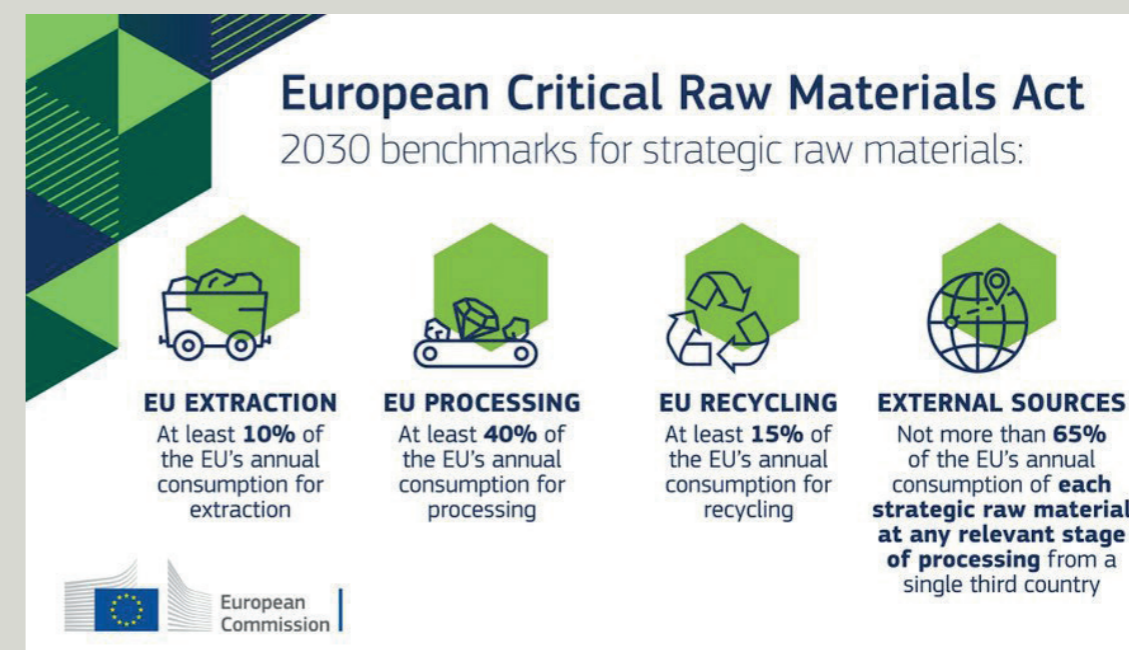 European Critical Raw Materials Act
2030 benchmarks for strategic raw materials:
EU EXTRACTION
At least 10% of
the EU's annual
consumption for
extraction
EU PROCESSING
At least 40% of
the EU's annual
consumption for
processing
EU RECYCLING
At least 15% of
the EU's annual
consumption for
recycling
EXTERNAL SOURCES
Not more than 65%
of the EU's annual
consumption of each
strategic raw material
at any relevant stage
of processing from a
single third country
European
Commission